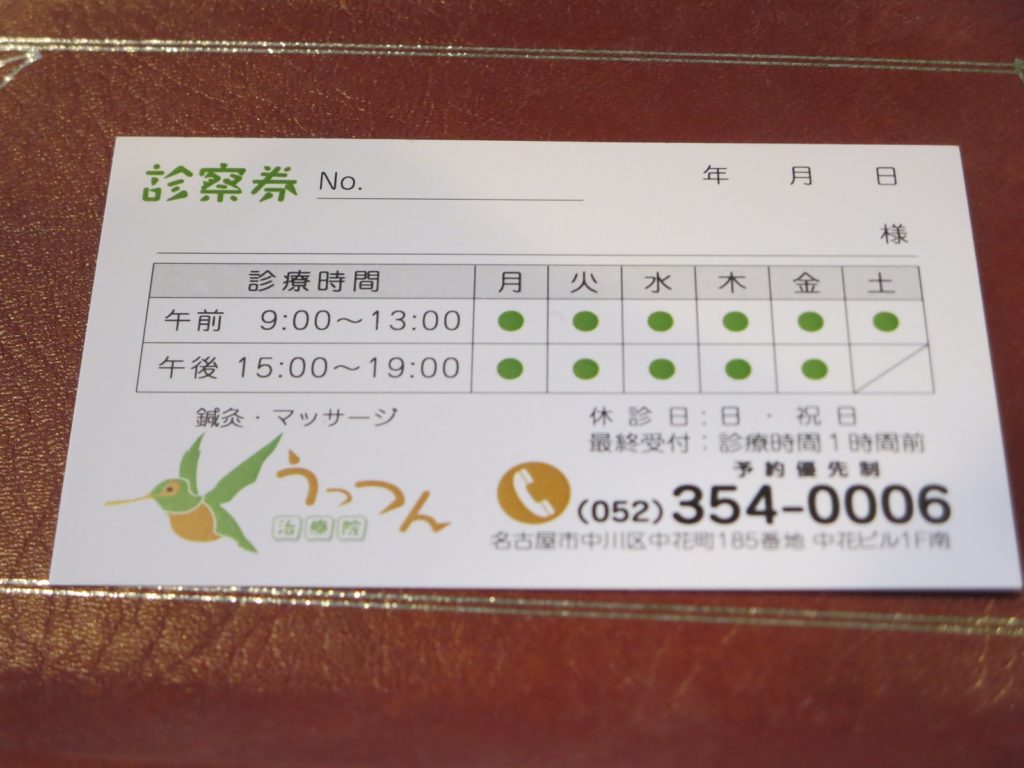 診察券 No. 年 月 日
様
診療時間 月 火 水 木 金 土
午前 9:00～13:00 ● ● ● ● ● ●
午後 15:00～19:00 ● ● ● ● ●
鍼灸・マッサージ
うっつん
治療院
休診日:日・祝日
最終受付:診療時間1時間前
予約優先制
(052)354-0006
名古屋市中川区中花町185番地 中花ビル1F南